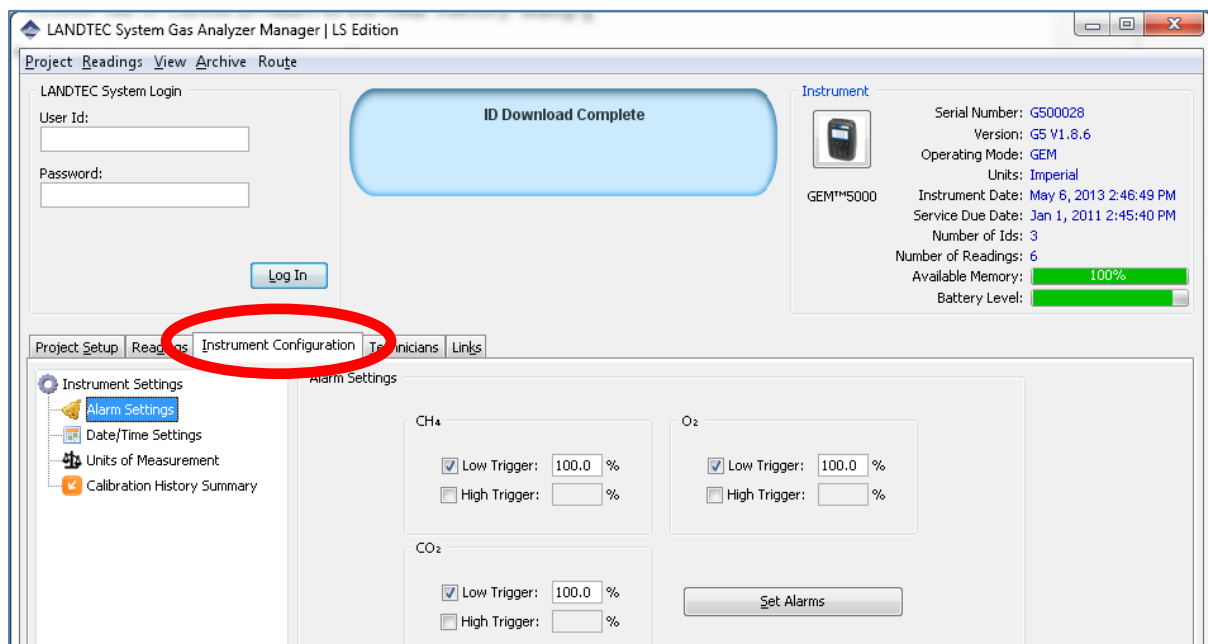 LANDTEC System Gas Analyzer Manager | LS Edition
Project Readings View Archive Route
LANDTEC System Login
User Id:
Password:
Log In
ID Download Complete
Instrument
GEM™5000
Serial Number: G500028
Version: G5 V1.8.6
Operating Mode: GEM
Units: Imperial
Instrument Date: May 6, 2013 2:46:49 PM
Service Due Date: Jan 1, 2011 2:45:40 PM
Number of Ids: 3
Number of Readings: 6
Available Memory: 100%
Battery Level:
Project Setup Readings Instrument Configuration Technicians Links
Instrument Settings
Alarm Settings
Date/Time Settings
Units of Measurement
Calibration History Summary
Alarm Settings
CH₄
Low Trigger: 100.0 %
High Trigger: %
O₂
Low Trigger: 100.0 %
High Trigger: %
CO₂
Low Trigger: 100.0 %
High Trigger: %
Set Alarms